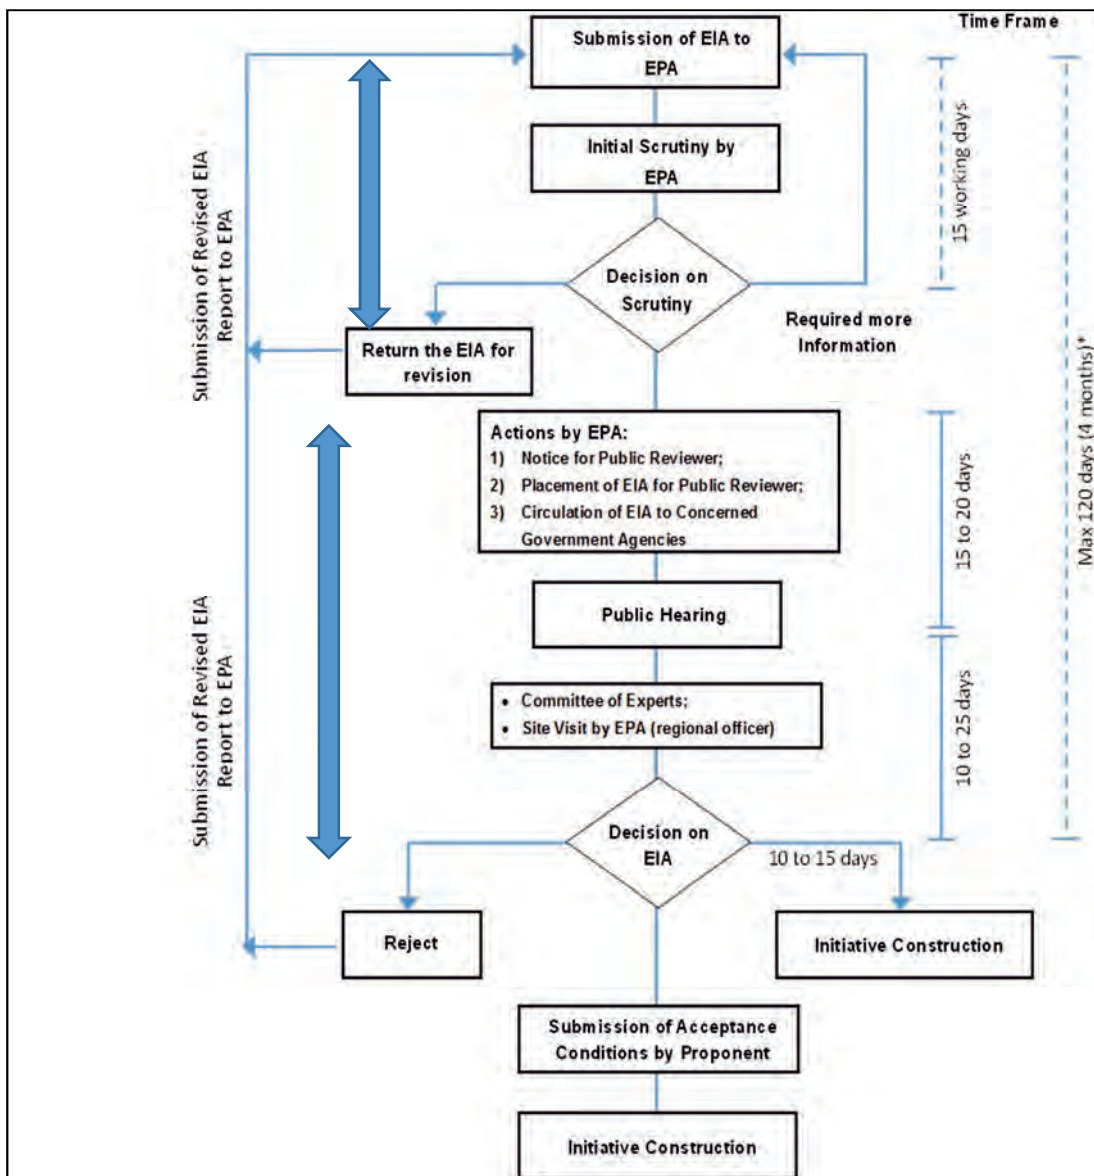 Time Frame
Submission of EIA to
EPA
Initial Scrutiny by
EPA
15 working days
Submission of Revised EIA
Report to EPA
Decision on
Scrutiny
Required more
Information
Return the EIA for
revision
Max 120 days (4 months)*
Actions by EPA:
1) Notice for Public Reviewer;
2) Placement of EIA for Public Reviewer;
3) Circulation of EIA to Concerned
Government Agencies
15 to 20 days
Public Hearing
Submission of Revised EIA
Report to EPA
• Committee of Experts;
• Site Visit by EPA (regional officer)
10 to 25 days
Decision on
EIA
10 to 15 days
Reject
Initiative Construction
Submission of Acceptance
Conditions by Proponent
Initiative Construction